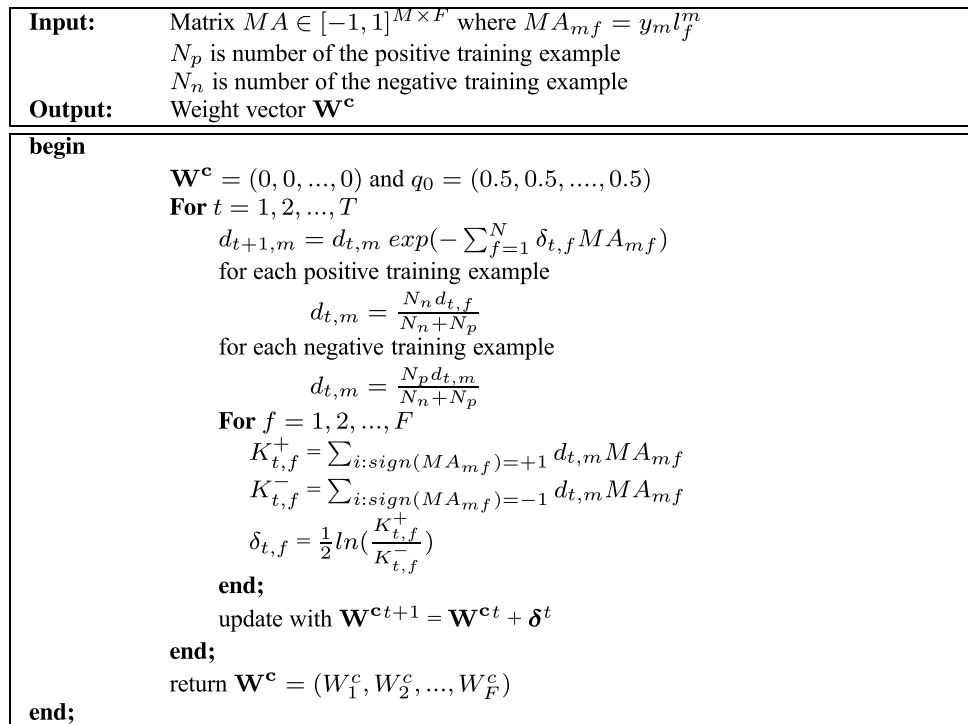 Input: Matrix $MA \in [-1, 1]^{M \times F}$ where $MA_{mf} = y_m l_f^m$
$N_p$ is number of the positive training example
$N_n$ is number of the negative training example
Output: Weight vector $\mathbf{W^c}$
begin
$\mathbf{W^c} = (0, 0, ..., 0)$ and $q_0 = (0.5, 0.5, ...., 0.5)$
For $t = 1, 2, ..., T$
$d_{t+1,m} = d_{t,m} \; exp(-\sum_{f=1}^{N} \delta_{t,f} MA_{mf})$
for each positive training example
$d_{t,m} = \frac{N_n d_{t,f}}{N_n + N_p}$
for each negative training example
$d_{t,m} = \frac{N_p d_{t,m}}{N_n + N_p}$
For $f = 1, 2, ..., F$
$K_{t,f}^{+} = \sum_{i:sign(MA_{mf})=+1} d_{t,m} MA_{mf}$
$K_{t,f}^{-} = \sum_{i:sign(MA_{mf})=-1} d_{t,m} MA_{mf}$
$\delta_{t,f} = \frac{1}{2} ln(\frac{K_{t,f}^{+}}{K_{t,f}^{-}})$
end;
update with $\mathbf{W^c}^{t+1} = \mathbf{W^c}^{t} + \boldsymbol{\delta}^t$
end;
return $\mathbf{W^c} = (W_1^c, W_2^c, ..., W_F^c)$
end;